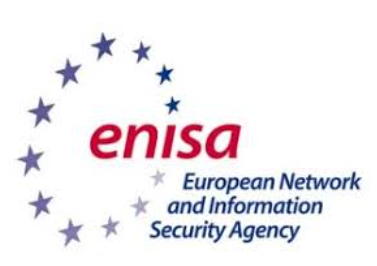 enisa
European Network
and Information
Security Agency